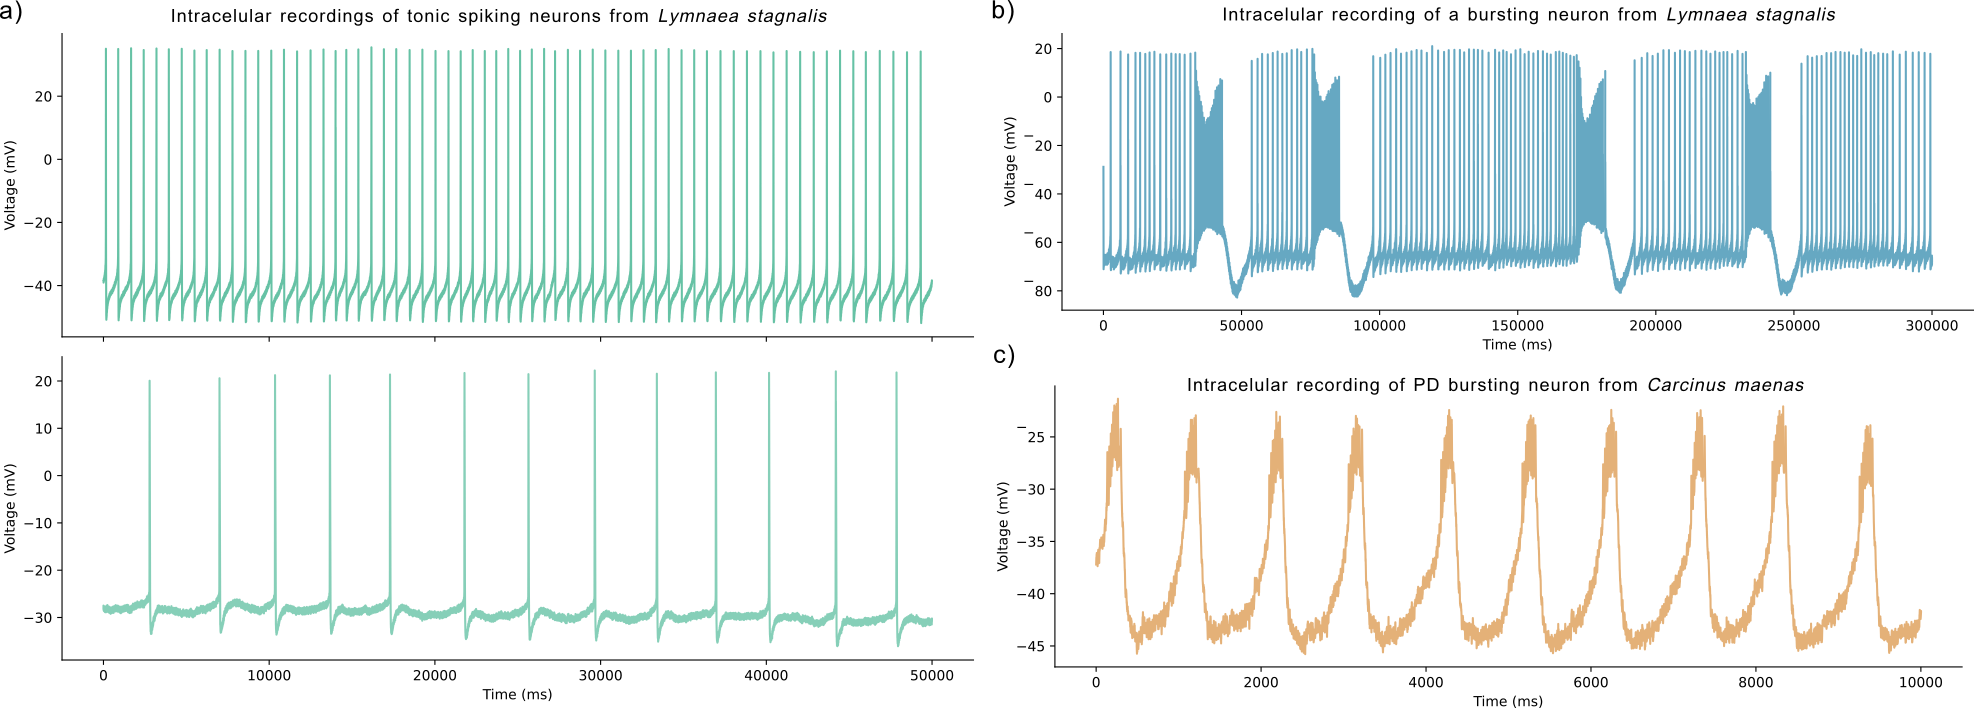 a)
Intracelular recordings of tonic spiking neurons from Lymnaea stagnalis
Voltage (mV)
20
0
−20
−40
Voltage (mV)
20
10
0
−10
−20
−30
0 10000 20000 30000 40000 50000
Time (ms)
b)
Intracelular recording of a bursting neuron from Lymnaea stagnalis
Voltage (mV)
20
0
−
20
−
40
−
60
−
80
0 50000 100000 150000 200000 250000 300000
Time (ms)
c)
Intracelular recording of PD bursting neuron from Carcinus maenas
Voltage (mV)
−
25
−30
−35
−40
−45
0 2000 4000 6000 8000 10000
Time (ms)